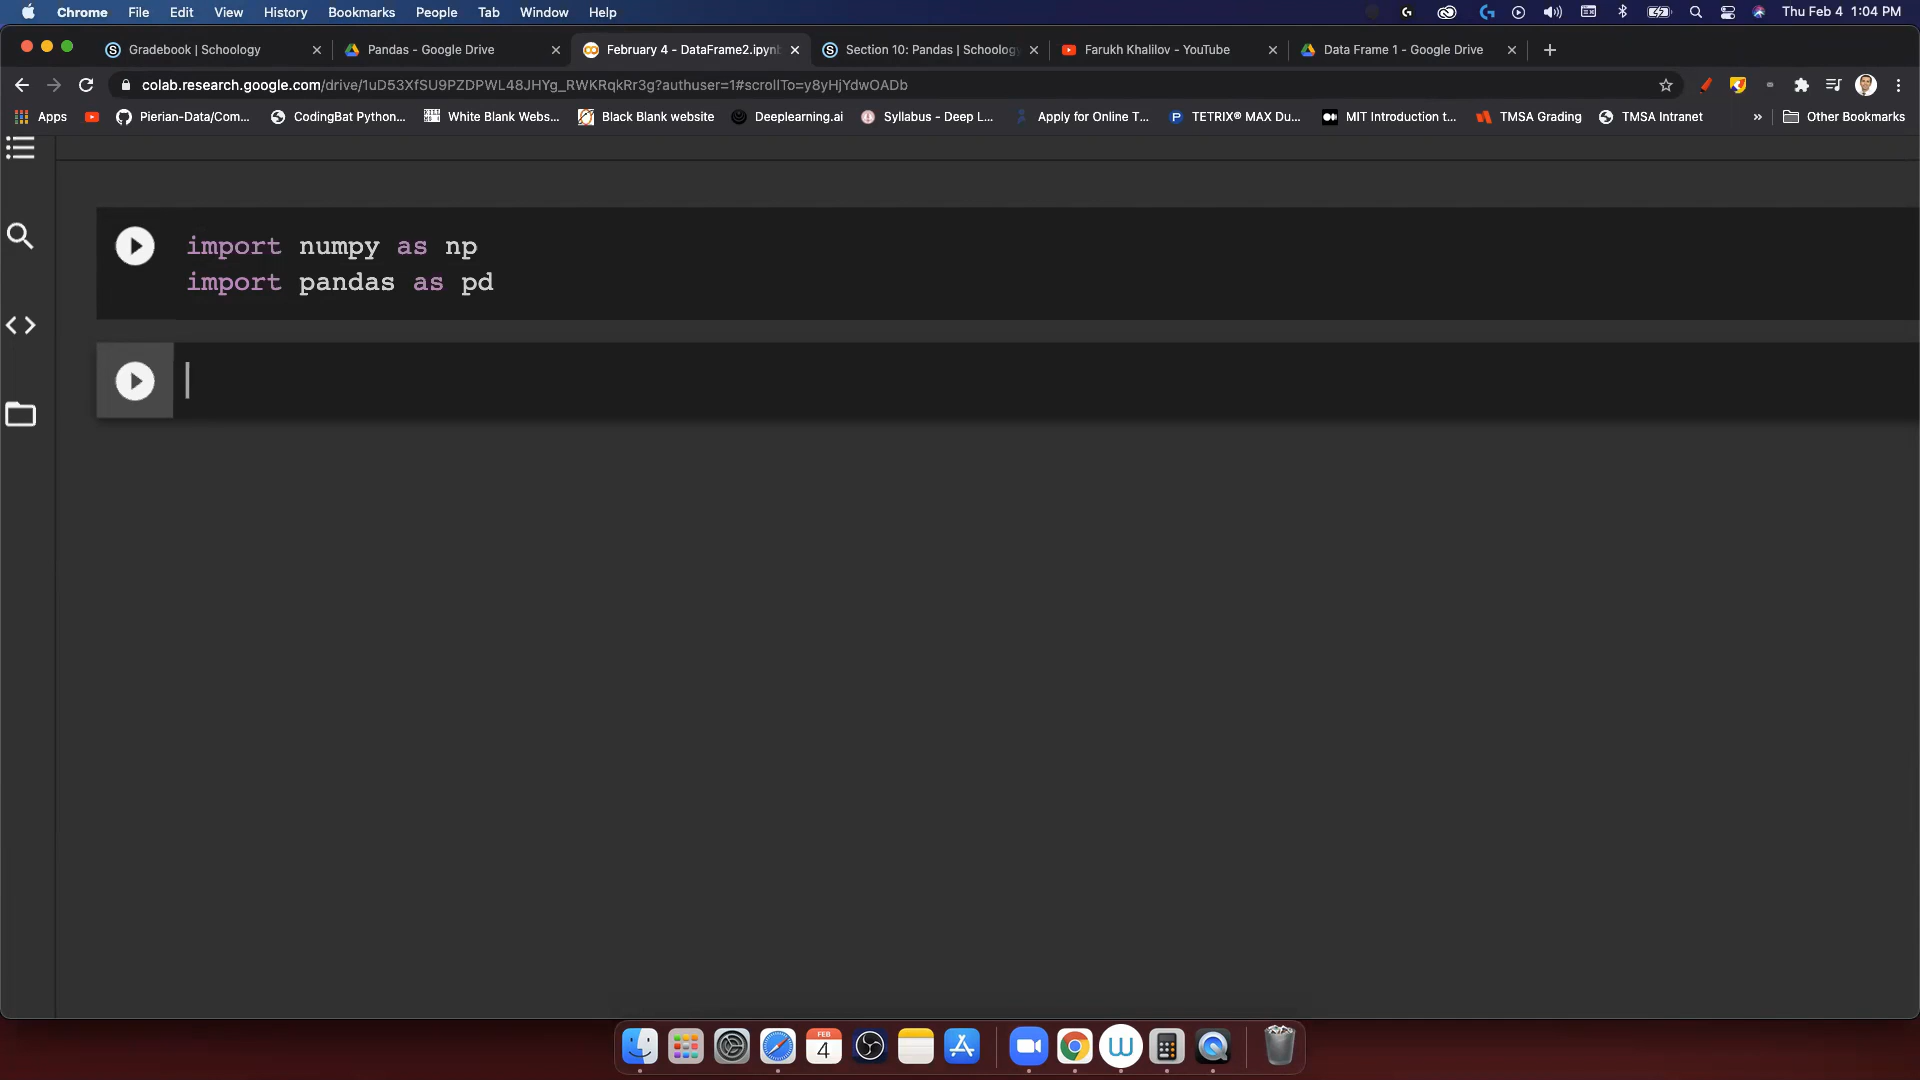 Chrome File Edit View History Bookmarks People Tab Window Help Thu Feb 4 1:04 PM
Gradebook | Schoology Pandas - Google Drive February 4 - DataFrame2.ipynb Section 10: Pandas | Schoology Farukh Khalilov - YouTube Data Frame 1 - Google Drive
colab.research.google.com/drive/1uD53XfSU9PZDPWL48JHYg_RWKRqkRr3g?authuser=1#scrollTo=y8yHjYdwOADb
Apps Pierian-Data/Com... CodingBat Python... White Blank Webs... Black Blank website Deeplearning.ai Syllabus - Deep L... Apply for Online T... TETRIX® MAX Du... MIT Introduction t... TMSA Grading TMSA Intranet » Other Bookmarks
import numpy as np
import pandas as pd
FEB
4